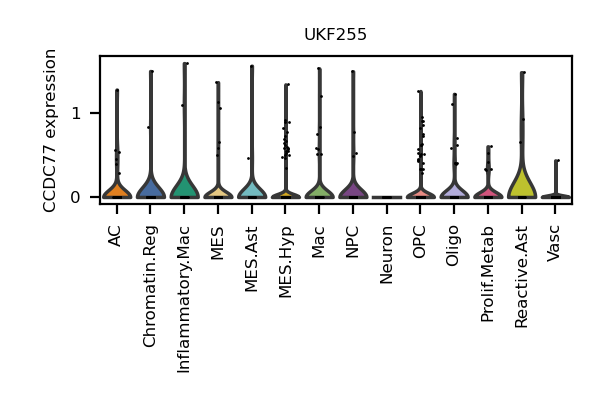 UKF255
CCDC77 expression
1
0
AC
Chromatin.Reg
Inflammatory.Mac
MES
MES.Ast
MES.Hyp
Mac
NPC
Neuron
OPC
Oligo
Prolif.Metab
Reactive.Ast
Vasc